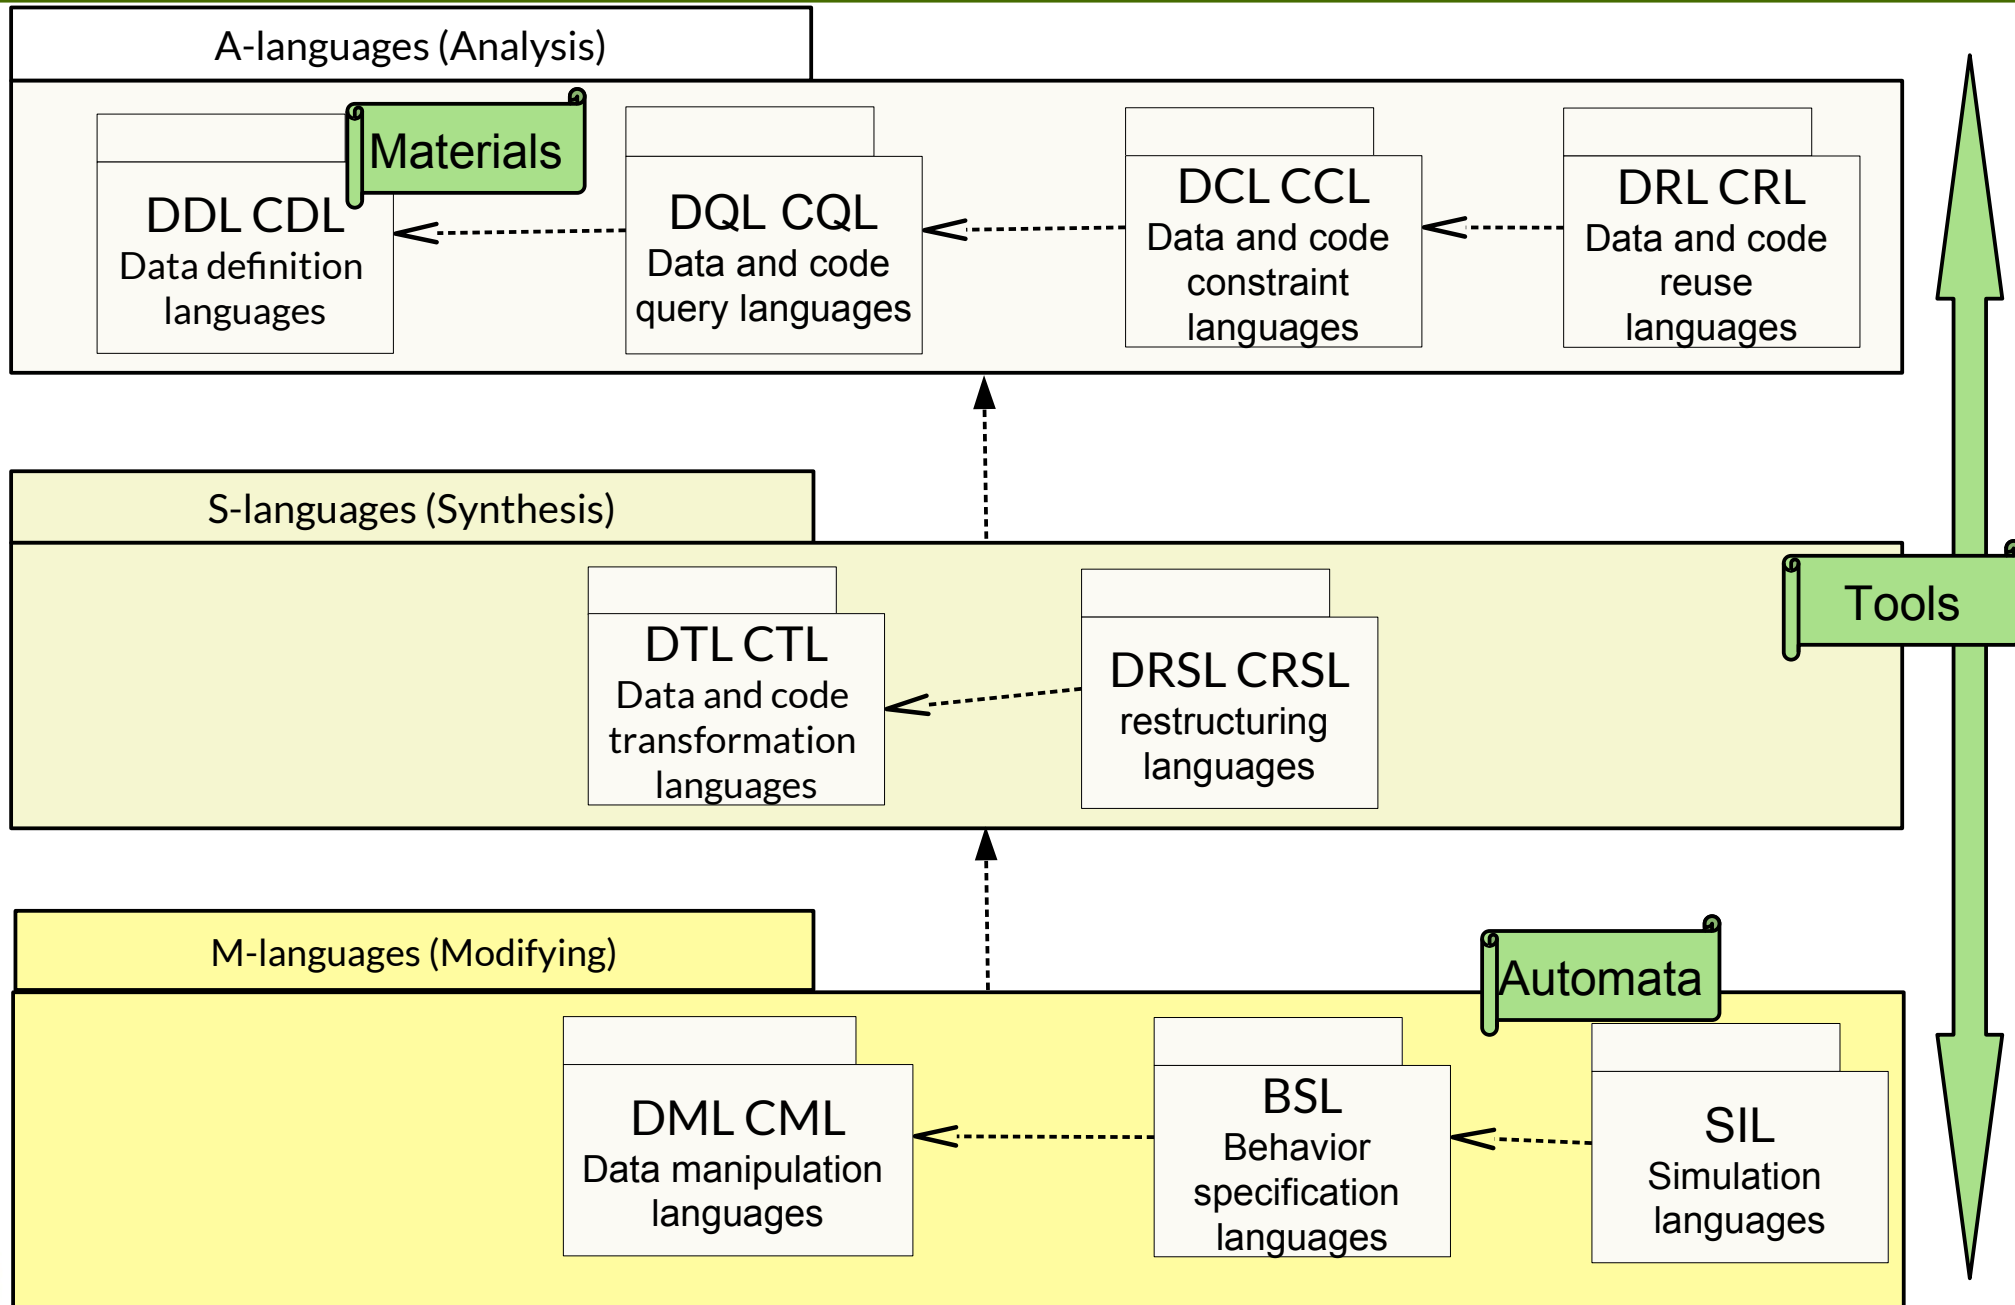 A-languages (Analysis)
Materials
DDL CDL
Data definition
languages
DQL CQL
Data and code
query languages
DCL CCL
Data and code
constraint
languages
DRL CRL
Data and code
reuse
languages
S-languages (Synthesis)
Tools
DTL CTL
Data and code
transformation
languages
DRSL CRSL
restructuring
languages
M-languages (Modifying)
Automata
DML CML
Data manipulation
languages
BSL
Behavior
specification
languages
SIL
Simulation
languages